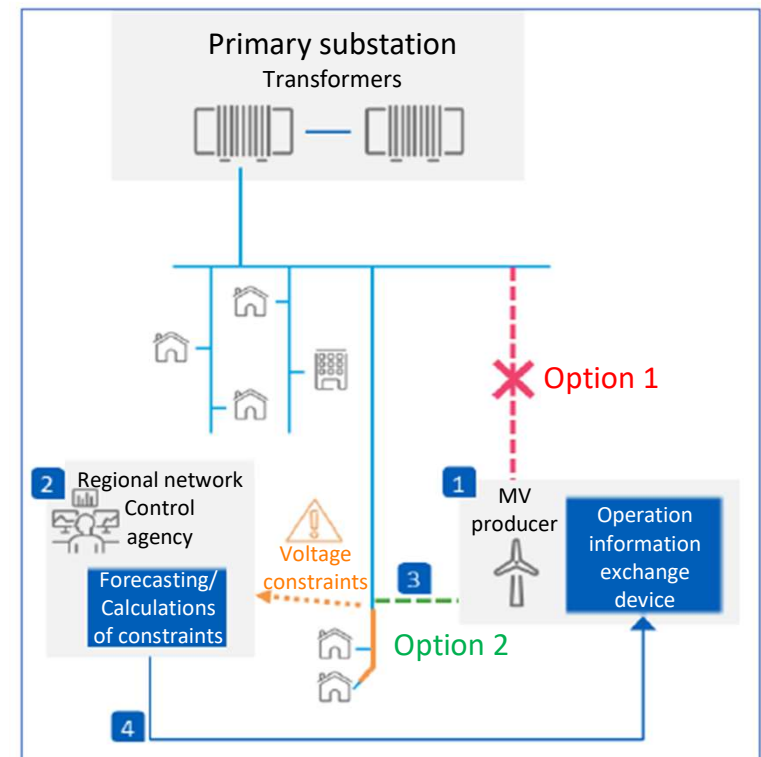 Primary substation
Transformers
Option 1
2
Regional network
Control
agency
Forecasting/
Calculations
of constraints
Voltage
constraints
1
MV
producer
Operation
information
exchange
device
3
Option 2
4